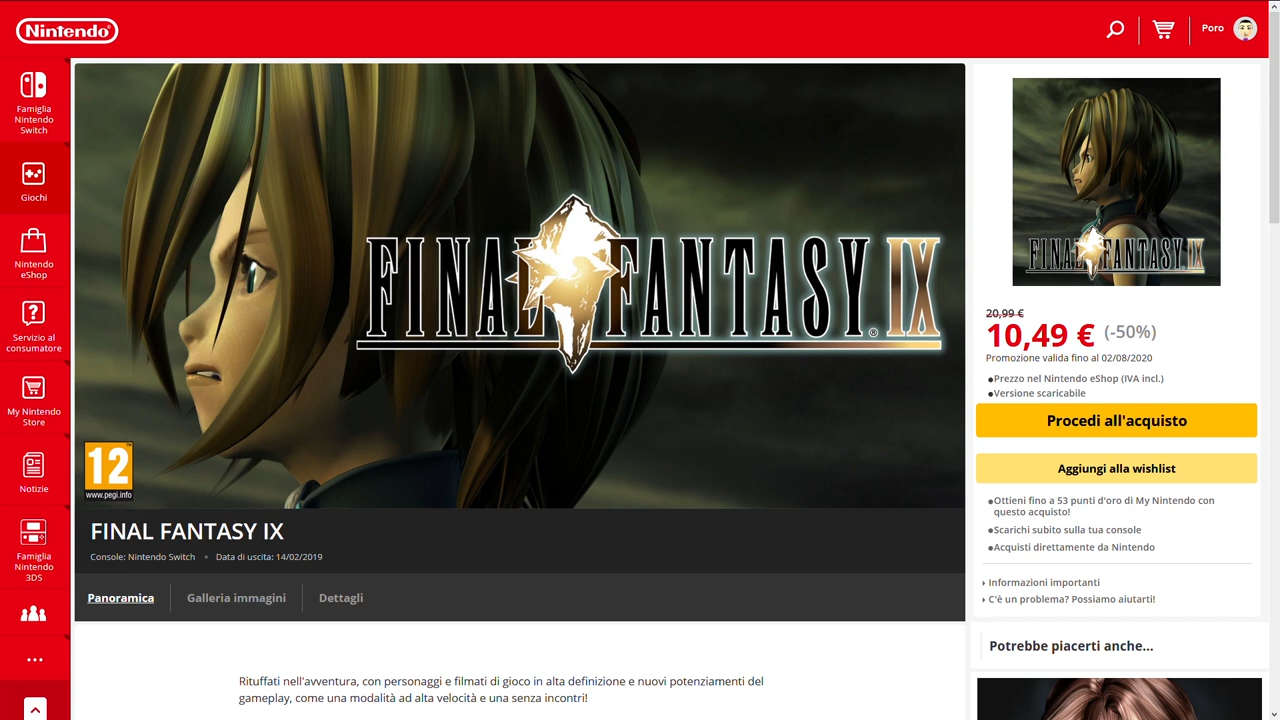 Nintendo®
Poro
Famiglia
Nintendo
Switch
Giochi
Nintendo
eShop
Servizio al
consumatore
My Nintendo
Store
Notizie
Famiglia
Nintendo
3DS
FINAL FANTASY® IX
12
www.pegi.info
FINAL FANTASY IX
Console: Nintendo Switch
Data di uscita: 14/02/2019
Panoramica
Galleria immagini
Dettagli
Rituffati nell'avventura, con personaggi e filmati di gioco in alta definizione e nuovi potenziamenti del
gameplay, come una modalità ad alta velocità e una senza incontri!
FINAL FANTASY IX
20,99 €
10,49 € (-50%)
Promozione valida fino al 02/08/2020
Prezzo nel Nintendo eShop (IVA incl.)
Versione scaricabile
Procedi all'acquisto
Aggiungi alla wishlist
Ottieni fino a 53 punti d'oro di My Nintendo con
questo acquisto!
Scarichi subito sulla tua console
Acquisti direttamente da Nintendo
Informazioni importanti
C'è un problema? Possiamo aiutarti!
Potrebbe piacerti anche...